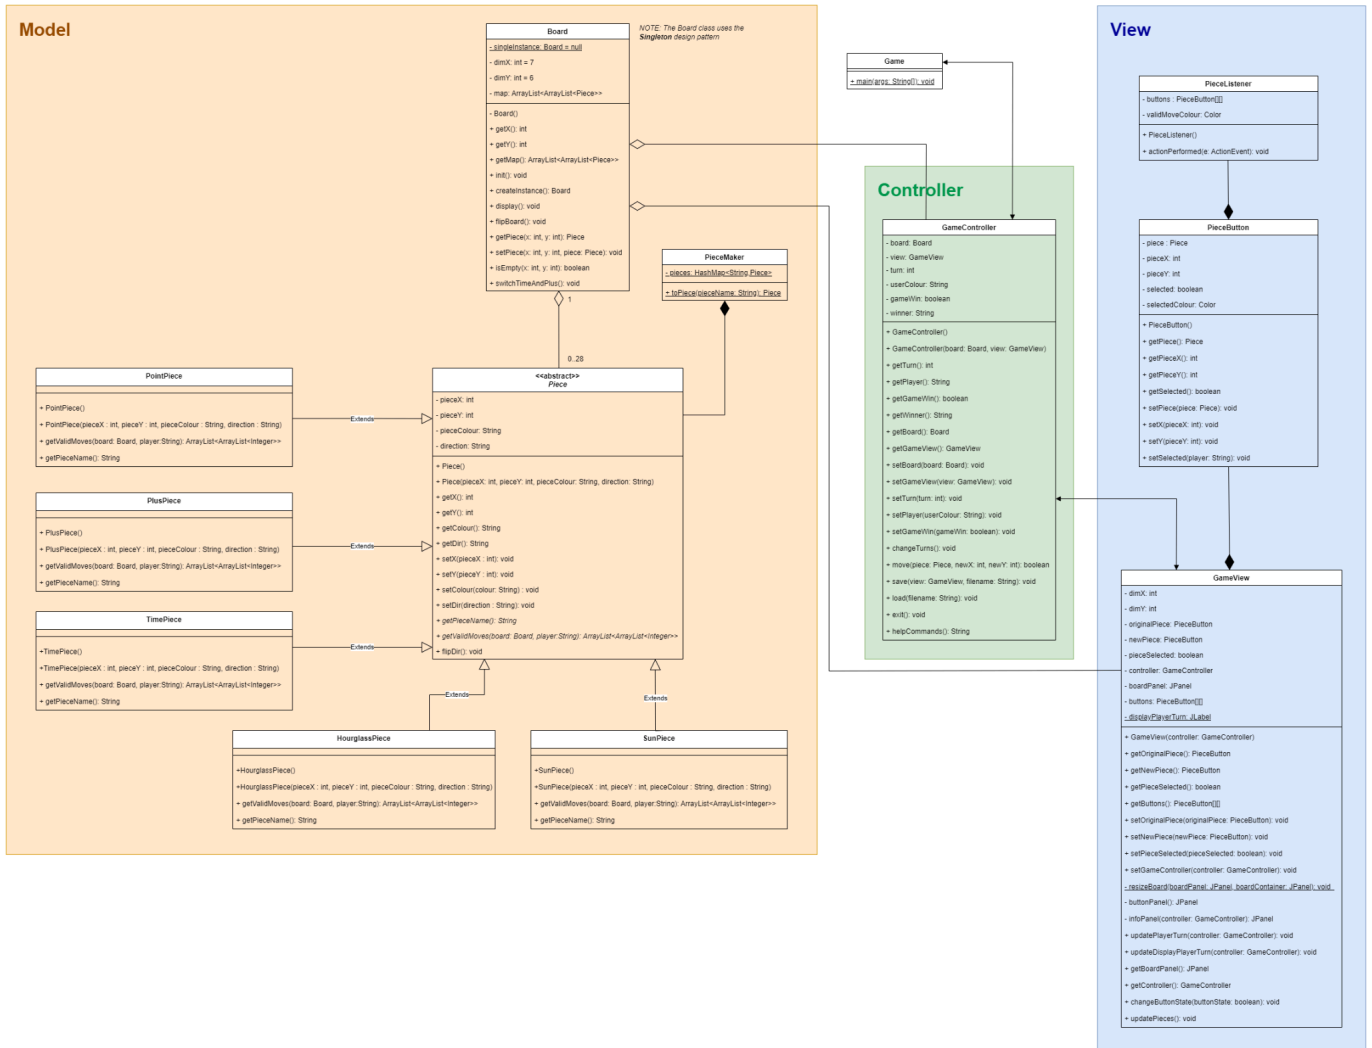 Model
Board
- singleInstance: Board = null
- dimX: int = 7
- dimY: int = 6
- map: ArrayList<ArrayList<Piece>>
- Board()
+ getX(): int
+ getY(): int
+ getMap(): ArrayList<ArrayList<Piece>>
+ init(): void
+ createInstance(): Board
+ display(): void
+ flipBoard(): void
+ getPiece(x: int, y: int): Piece
+ setPiece(x: int, y: int, piece: Piece): void
+ isEmpty(x: int, y: int): boolean
+ switchTimeAndPlus(): void
NOTE: The Board class uses the
Singleton design pattern
1
0..28
PieceMaker
- pieces: HashMap<String,Piece>
+ toPiece(pieceName: String): Piece
PointPiece
+ PointPiece()
+ PointPiece(pieceX : int, pieceY : int, pieceColour : String, direction : String)
+ getValidMoves(board: Board, player:String): ArrayList<ArrayList<Integer>>
+ getPieceName(): String
Extends
PlusPiece
+ PlusPiece()
+ PlusPiece(pieceX : int, pieceY : int, pieceColour : String, direction : String)
+ getValidMoves(board: Board, player:String): ArrayList<ArrayList<Integer>>
+ getPieceName(): String
Extends
TimePiece
+TimePiece()
+TimePiece(pieceX : int, pieceY : int, pieceColour : String, direction : String)
+ getValidMoves(board: Board, player:String): ArrayList<ArrayList<Integer>>
+ getPieceName(): String
Extends
<<abstract>>
Piece
- pieceX: int
- pieceY: int
- pieceColour: String
- direction: String
+ Piece()
+ Piece(pieceX: int, pieceY: int, pieceColour: String, direction: String)
+ getX(): int
+ getY(): int
+ getColour(): String
+ getDir(): String
+ setX(pieceX : int): void
+ setY(pieceY : int): void
+ setColour(colour: String) : void
+ setDir(direction : String): void
+ getPieceName(): String
+ getValidMoves(board: Board, player:String): ArrayList<ArrayList<Integer>>
+ flipDir(): void
Extends
Extends
HourglassPiece
+HourglassPiece()
+HourglassPiece(pieceX : int, pieceY : int, pieceColour : String, direction : String)
+ getValidMoves(board: Board, player:String): ArrayList<ArrayList<Integer>>
+ getPieceName(): String
SunPiece
+SunPiece()
+SunPiece(pieceX : int, pieceY : int, pieceColour : String, direction : String)
+ getValidMoves(board: Board, player:String): ArrayList<ArrayList<Integer>>
+ getPieceName(): String
Game
+ main(args: String[]): void
Controller
GameController
- board: Board
- view: GameView
- turn: int
- userColour: String
- gameWin: boolean
- winner: String
+ GameController()
+ GameController(board: Board, view: GameView)
+ getTurn(): int
+ getPlayer(): String
+ getGameWin(): boolean
+ getWinner(): String
+ getBoard(): Board
+ getGameView(): GameView
+ setBoard(board: Board): void
+ setGameView(view: GameView): void
+ setTurn(turn: int): void
+ setPlayer(userColour: String): void
+ setGameWin(gameWin: boolean): void
+ changeTurns(): void
+ move(piece: Piece, newX: int, newY: int): boolean
+ save(view: GameView, filename: String): void
+ load(filename: String): void
+ exit(): void
+ helpCommands(): String
View
PieceListener
- buttons : PieceButton[][]
- validMoveColour: Color
+ PieceListener()
+ actionPerformed(e: ActionEvent): void
PieceButton
- piece : Piece
- pieceX: int
- pieceY: int
- selected: boolean
- selectedColour: Color
+ PieceButton()
+ getPiece(): Piece
+ getPieceX(): int
+ getPieceY(): int
+ getSelected(): boolean
+ setPiece(piece: Piece): void
+ setX(pieceX: int): void
+ setY(pieceY: int): void
+ setSelected(player: String): void
GameView
- dimX: int
- dimY: int
- originalPiece: PieceButton
- newPiece: PieceButton
- pieceSelected: boolean
- controller: GameController
- boardPanel: JPanel
- buttons: PieceButton[][]
- displayPlayerTurn: JLabel
+ GameView(controller: GameController)
+ getOriginalPiece(): PieceButton
+ getNewPiece(): PieceButton
+ getPieceSelected(): boolean
+ getButtons(): PieceButton[][]
+ setOriginalPiece(originalPiece: PieceButton): void
+ setNewPiece(newPiece: PieceButton): void
+ setPieceSelected(pieceSelected: boolean): void
+ setGameController(controller: GameController): void
- resizeBoard(boardPanel: JPanel, boardContainer: JPanel): void
- buttonPanel(): JPanel
- infoPanel(controller: GameController): JPanel
+ updatePlayerTurn(controller: GameController): void
+ updateDisplayPlayerTurn(controller: GameController): void
+ getBoardPanel(): JPanel
+ getController(): GameController
+ changeButtonState(buttonState: boolean): void
+ updatePieces(): void